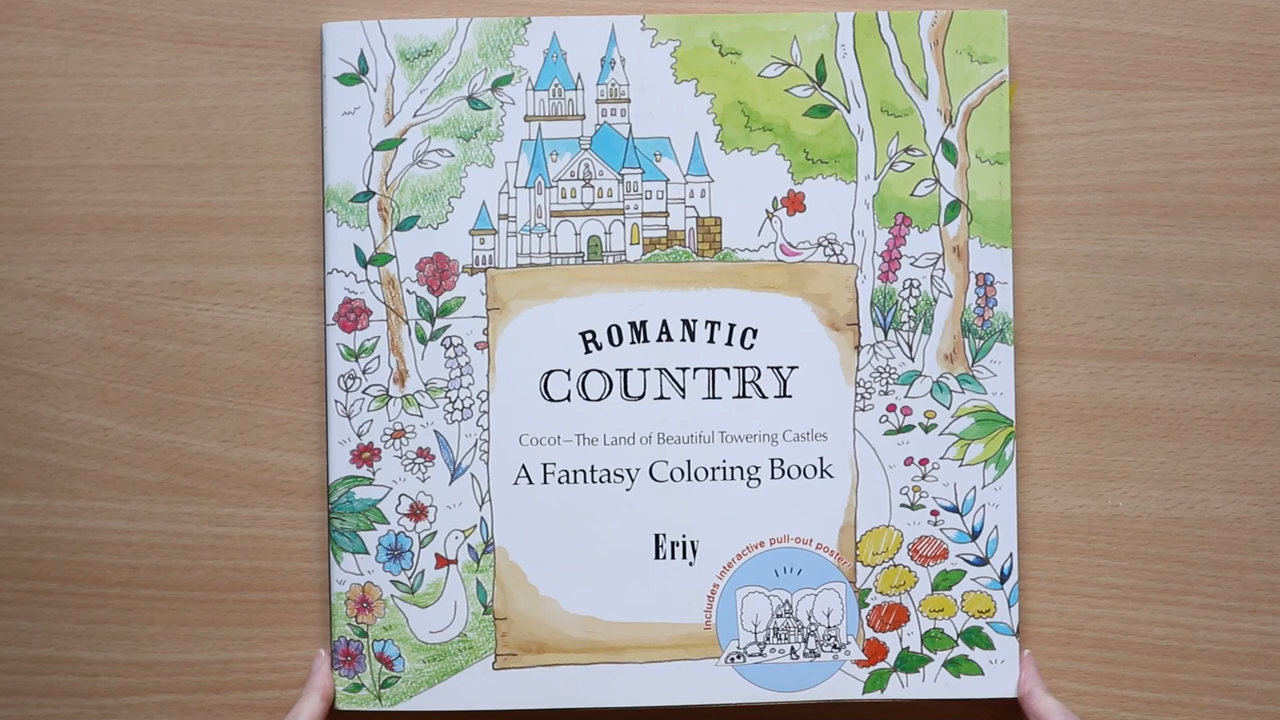 ROMANTIC
COUNTRY
Cocot—The Land of Beautiful Towering Castles
A Fantasy Coloring Book
Eriy
Includes interactive pull-out poster!